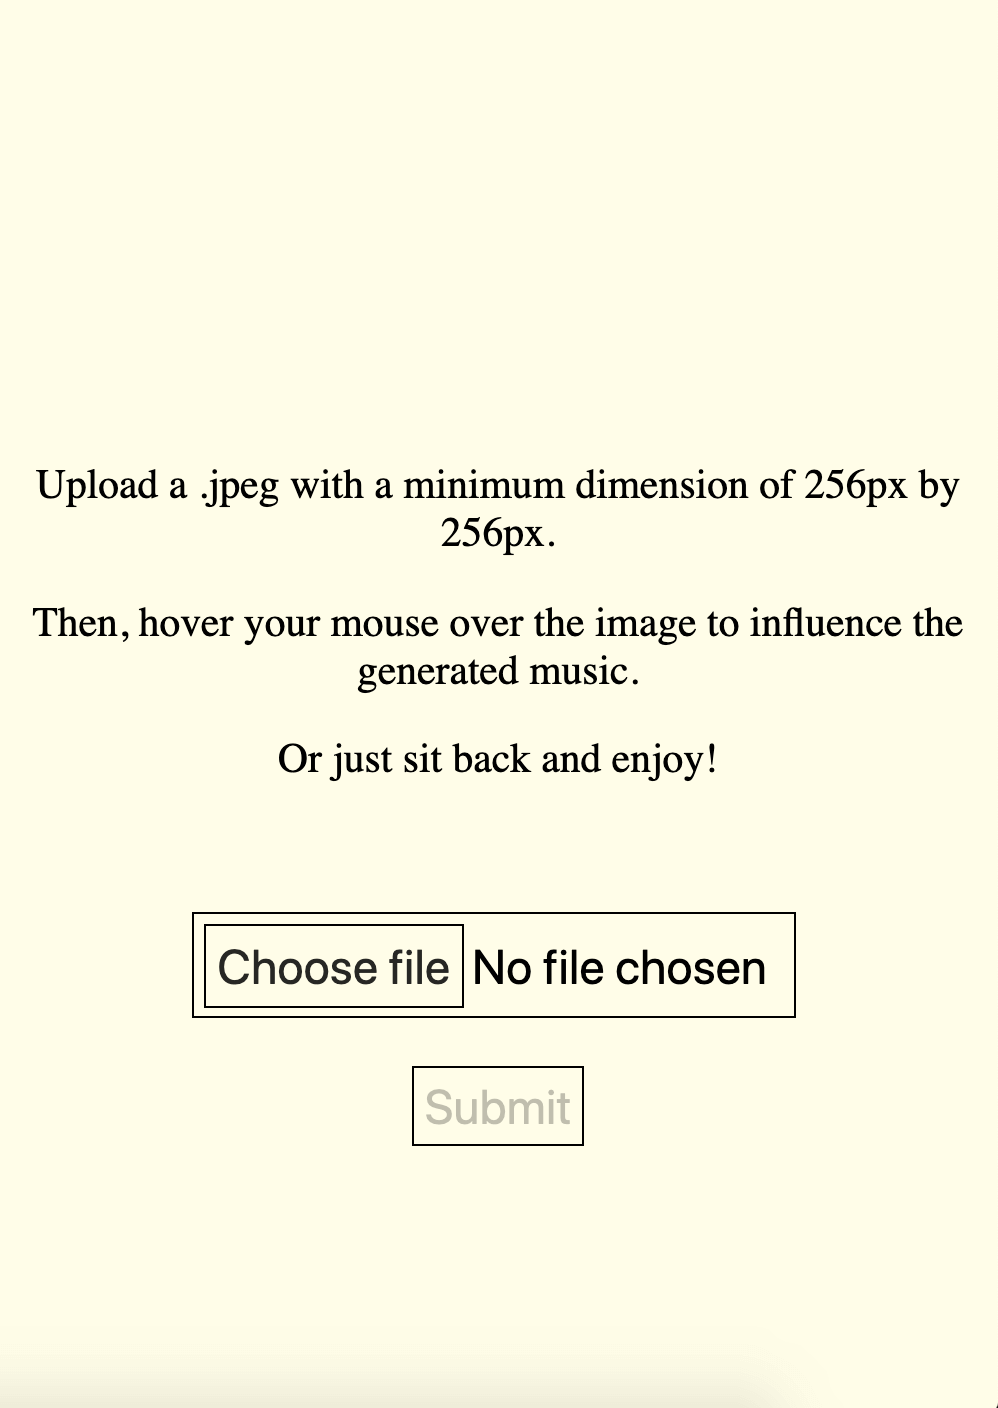 Upload a .jpeg with a minimum dimension of 256px by
256px.
Then, hover your mouse over the image to influence the
generated music.
Or just sit back and enjoy!
Choose file No file chosen
Submit